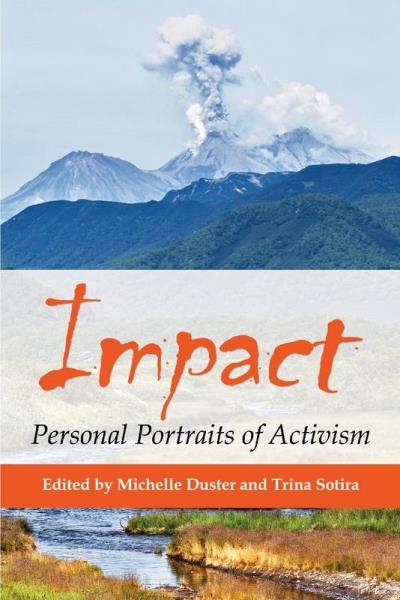 Impact
Personal Portraits of Activism
Edited by Michelle Duster and Trina Sotira